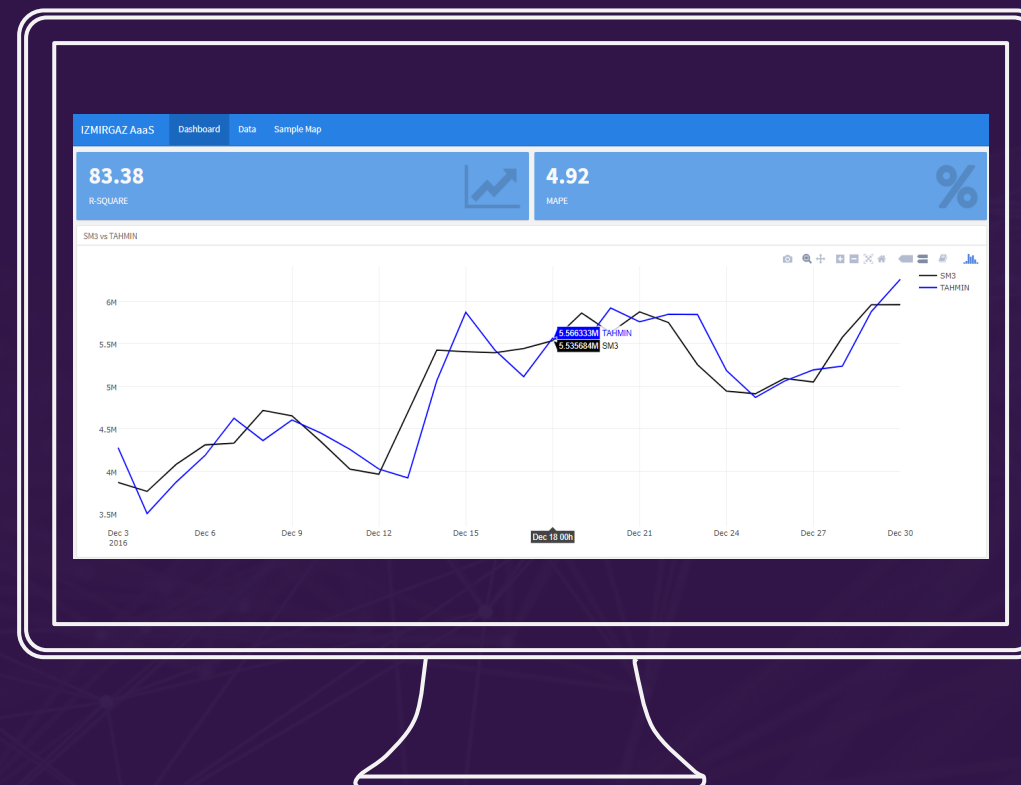 IZMIRGAZ AaaS Dashboard Data Sample Map
83.38
R-SQUARE
4.92
MAPE
%
SM3 vs TAHMIN
SM3
TAHMIN
6M
5.5M
5M
4.5M
4M
3.5M
5.566333M TAHMIN
5.535684M SM3
Dec 3 Dec 6 Dec 9 Dec 12 Dec 15 Dec 18 00h Dec 21 Dec 24 Dec 27 Dec 30
2016